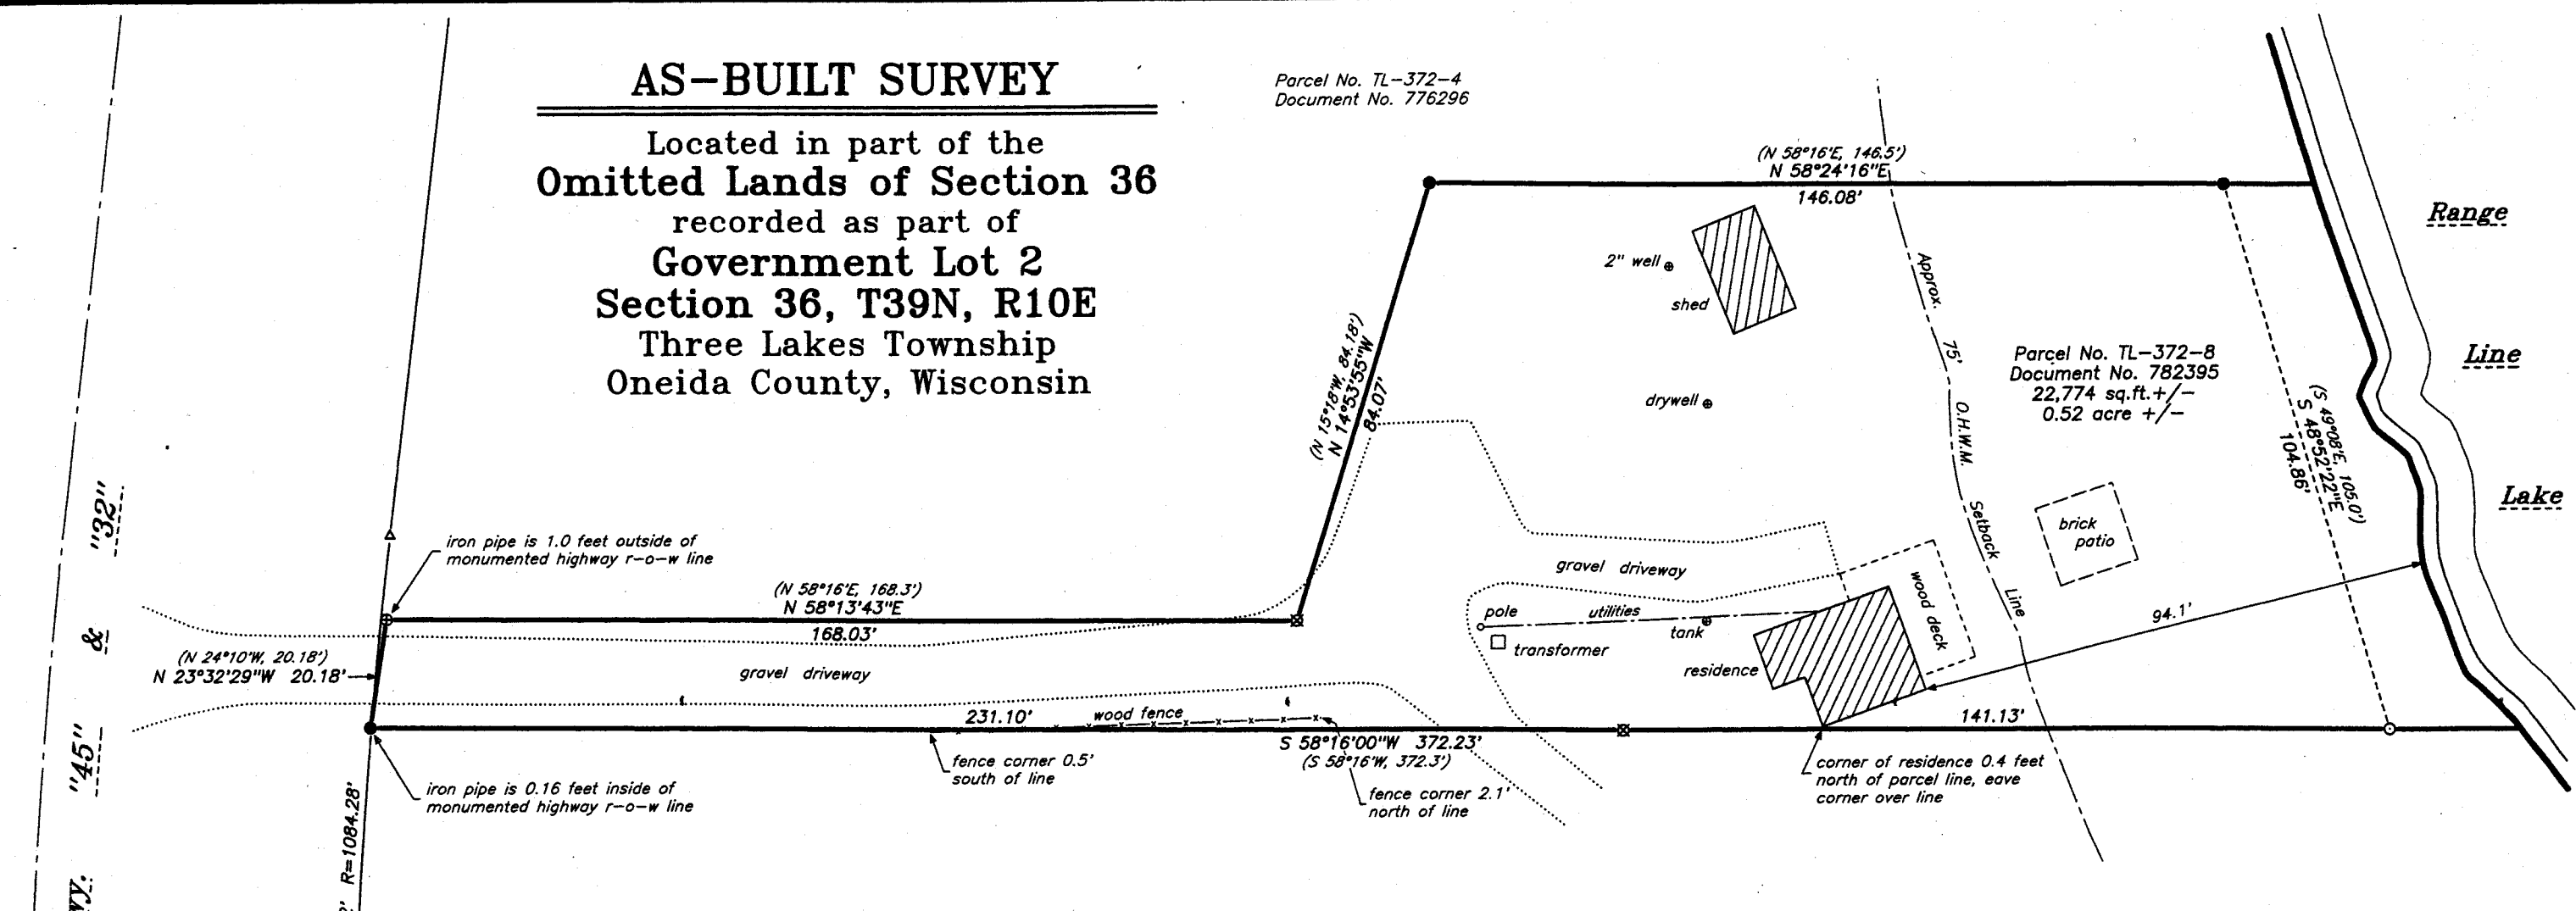 AS-BUILT SURVEY
Located in part of the
Omitted Lands of Section 36
recorded as part of
Government Lot 2
Section 36, T39N, R10E
Three Lakes Township
Oneida County, Wisconsin
Parcel No. TL-372-4
Document No. 776296
(N 58°16'E, 146.5')
N 58°24'16"E
146.08'
Range
Line
Lake
2" well
shed
drywell
Approx. 75' O.H.W.M. Setback Line
Parcel No. TL-372-8
Document No. 782395
22,774 sq.ft.+/-
0.52 acre +/-
(N 15°18'W, 84.18')
N 14°53'55"W
84.07'
(S 49°08'E, 105.0')
S 48°52'22"E
104.86'
brick
patio
"32"
&
"45"
iron pipe is 1.0 feet outside of
monumented highway r-o-w line
(N 58°16'E, 168.3')
N 58°13'43"E
168.03'
gravel driveway
pole
utilities
tank
transformer
wood deck
residence
94.1'
(N 24°10'W, 20.18')
N 23°32'29"W 20.18'
gravel driveway
231.10'
wood fence
141.13'
S 58°16'00"W 372.23'
(S 58°16'W, 372.3')
fence corner 0.5'
south of line
fence corner 2.1'
north of line
corner of residence 0.4 feet
north of parcel line, eave
corner over line
iron pipe is 0.16 feet inside of
monumented highway r-o-w line
R=1084.28'